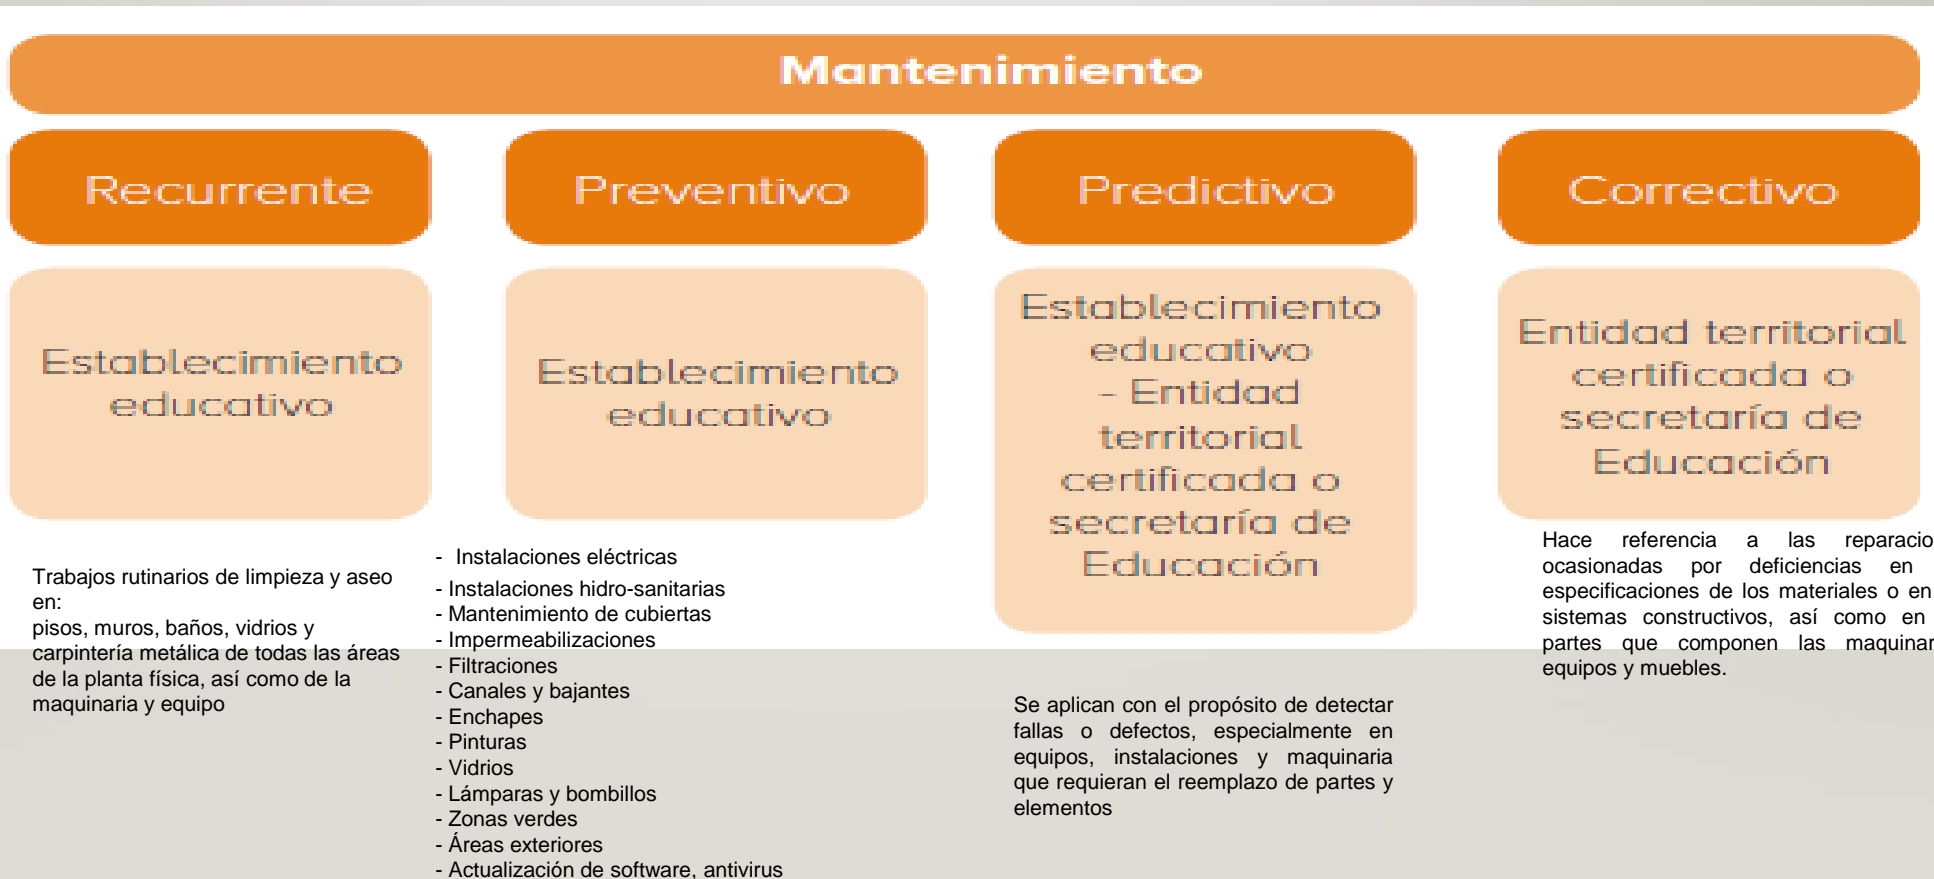 Mantenimiento
Recurrente
Establecimiento
educativo
Trabajos rutinarios de limpieza y aseo
en:
pisos, muros, baños, vidrios y
carpintería metálica de todas las áreas
de la planta física, así como de la
maquinaria y equipo
Preventivo
Establecimiento
educativo
- Instalaciones eléctricas
- Instalaciones hidro-sanitarias
- Mantenimiento de cubiertas
- Impermeabilizaciones
- Filtraciones
- Canales y bajantes
- Enchapes
- Pinturas
- Vidrios
- Lámparas y bombillos
- Zonas verdes
- Áreas exteriores
- Actualización de software, antivirus
Predictivo
Establecimiento
educativo
- Entidad
territorial
certificada o
secretaría de
Educación
Se aplican con el propósito de detectar
fallas o defectos, especialmente en
equipos, instalaciones y maquinaria
que requieran el reemplazo de partes y
elementos
Correctivo
Entidad territorial
certificada o
secretaría de
Educación
Hace referencia a las reparacio
ocasionadas por deficiencias en
especificaciones de los materiales o en
sistemas constructivos, así como en
partes que componen las maquinar
equipos y muebles.